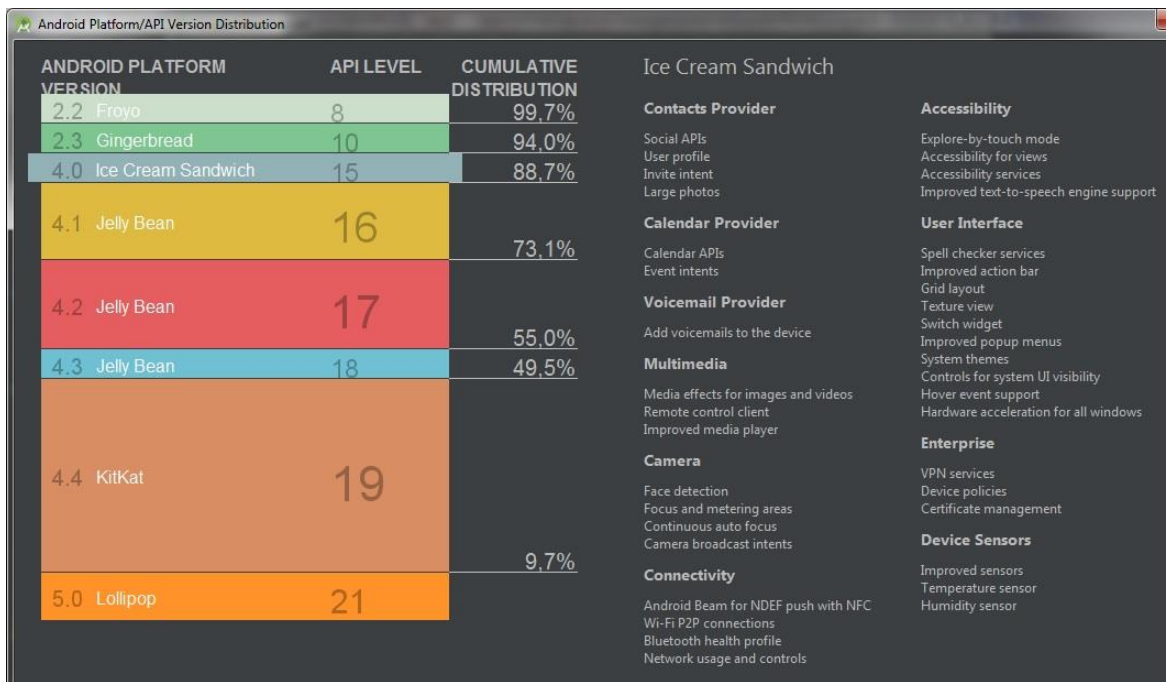 Android Platform/API Version Distribution
ANDROID PLATFORM VERSION API LEVEL CUMULATIVE DISTRIBUTION
2.2 Froyo 8 99,7%
2.3 Gingerbread 10 94,0%
4.0 Ice Cream Sandwich 15 88,7%
4.1 Jelly Bean 16 73,1%
4.2 Jelly Bean 17 55,0%
4.3 Jelly Bean 18 49,5%
4.4 KitKat 19 9,7%
5.0 Lollipop 21
Ice Cream Sandwich
Contacts Provider
Social APIs
User profile
Invite intent
Large photos
Calendar Provider
Calendar APIs
Event intents
Voicemail Provider
Add voicemails to the device
Multimedia
Media effects for images and videos
Remote control client
Improved media player
Camera
Face detection
Focus and metering areas
Continuous auto focus
Camera broadcast intents
Connectivity
Android Beam for NDEF push with NFC
Wi-Fi P2P connections
Bluetooth health profile
Network usage and controls
Accessibility
Explore-by-touch mode
Accessibility for views
Accessibility services
Improved text-to-speech engine support
User Interface
Spell checker services
Improved action bar
Grid layout
Texture view
Switch widget
Improved popup menus
System themes
Controls for system UI visibility
Hover event support
Hardware acceleration for all windows
Enterprise
VPN services
Device policies
Certificate management
Device Sensors
Improved sensors
Temperature sensor
Humidity sensor